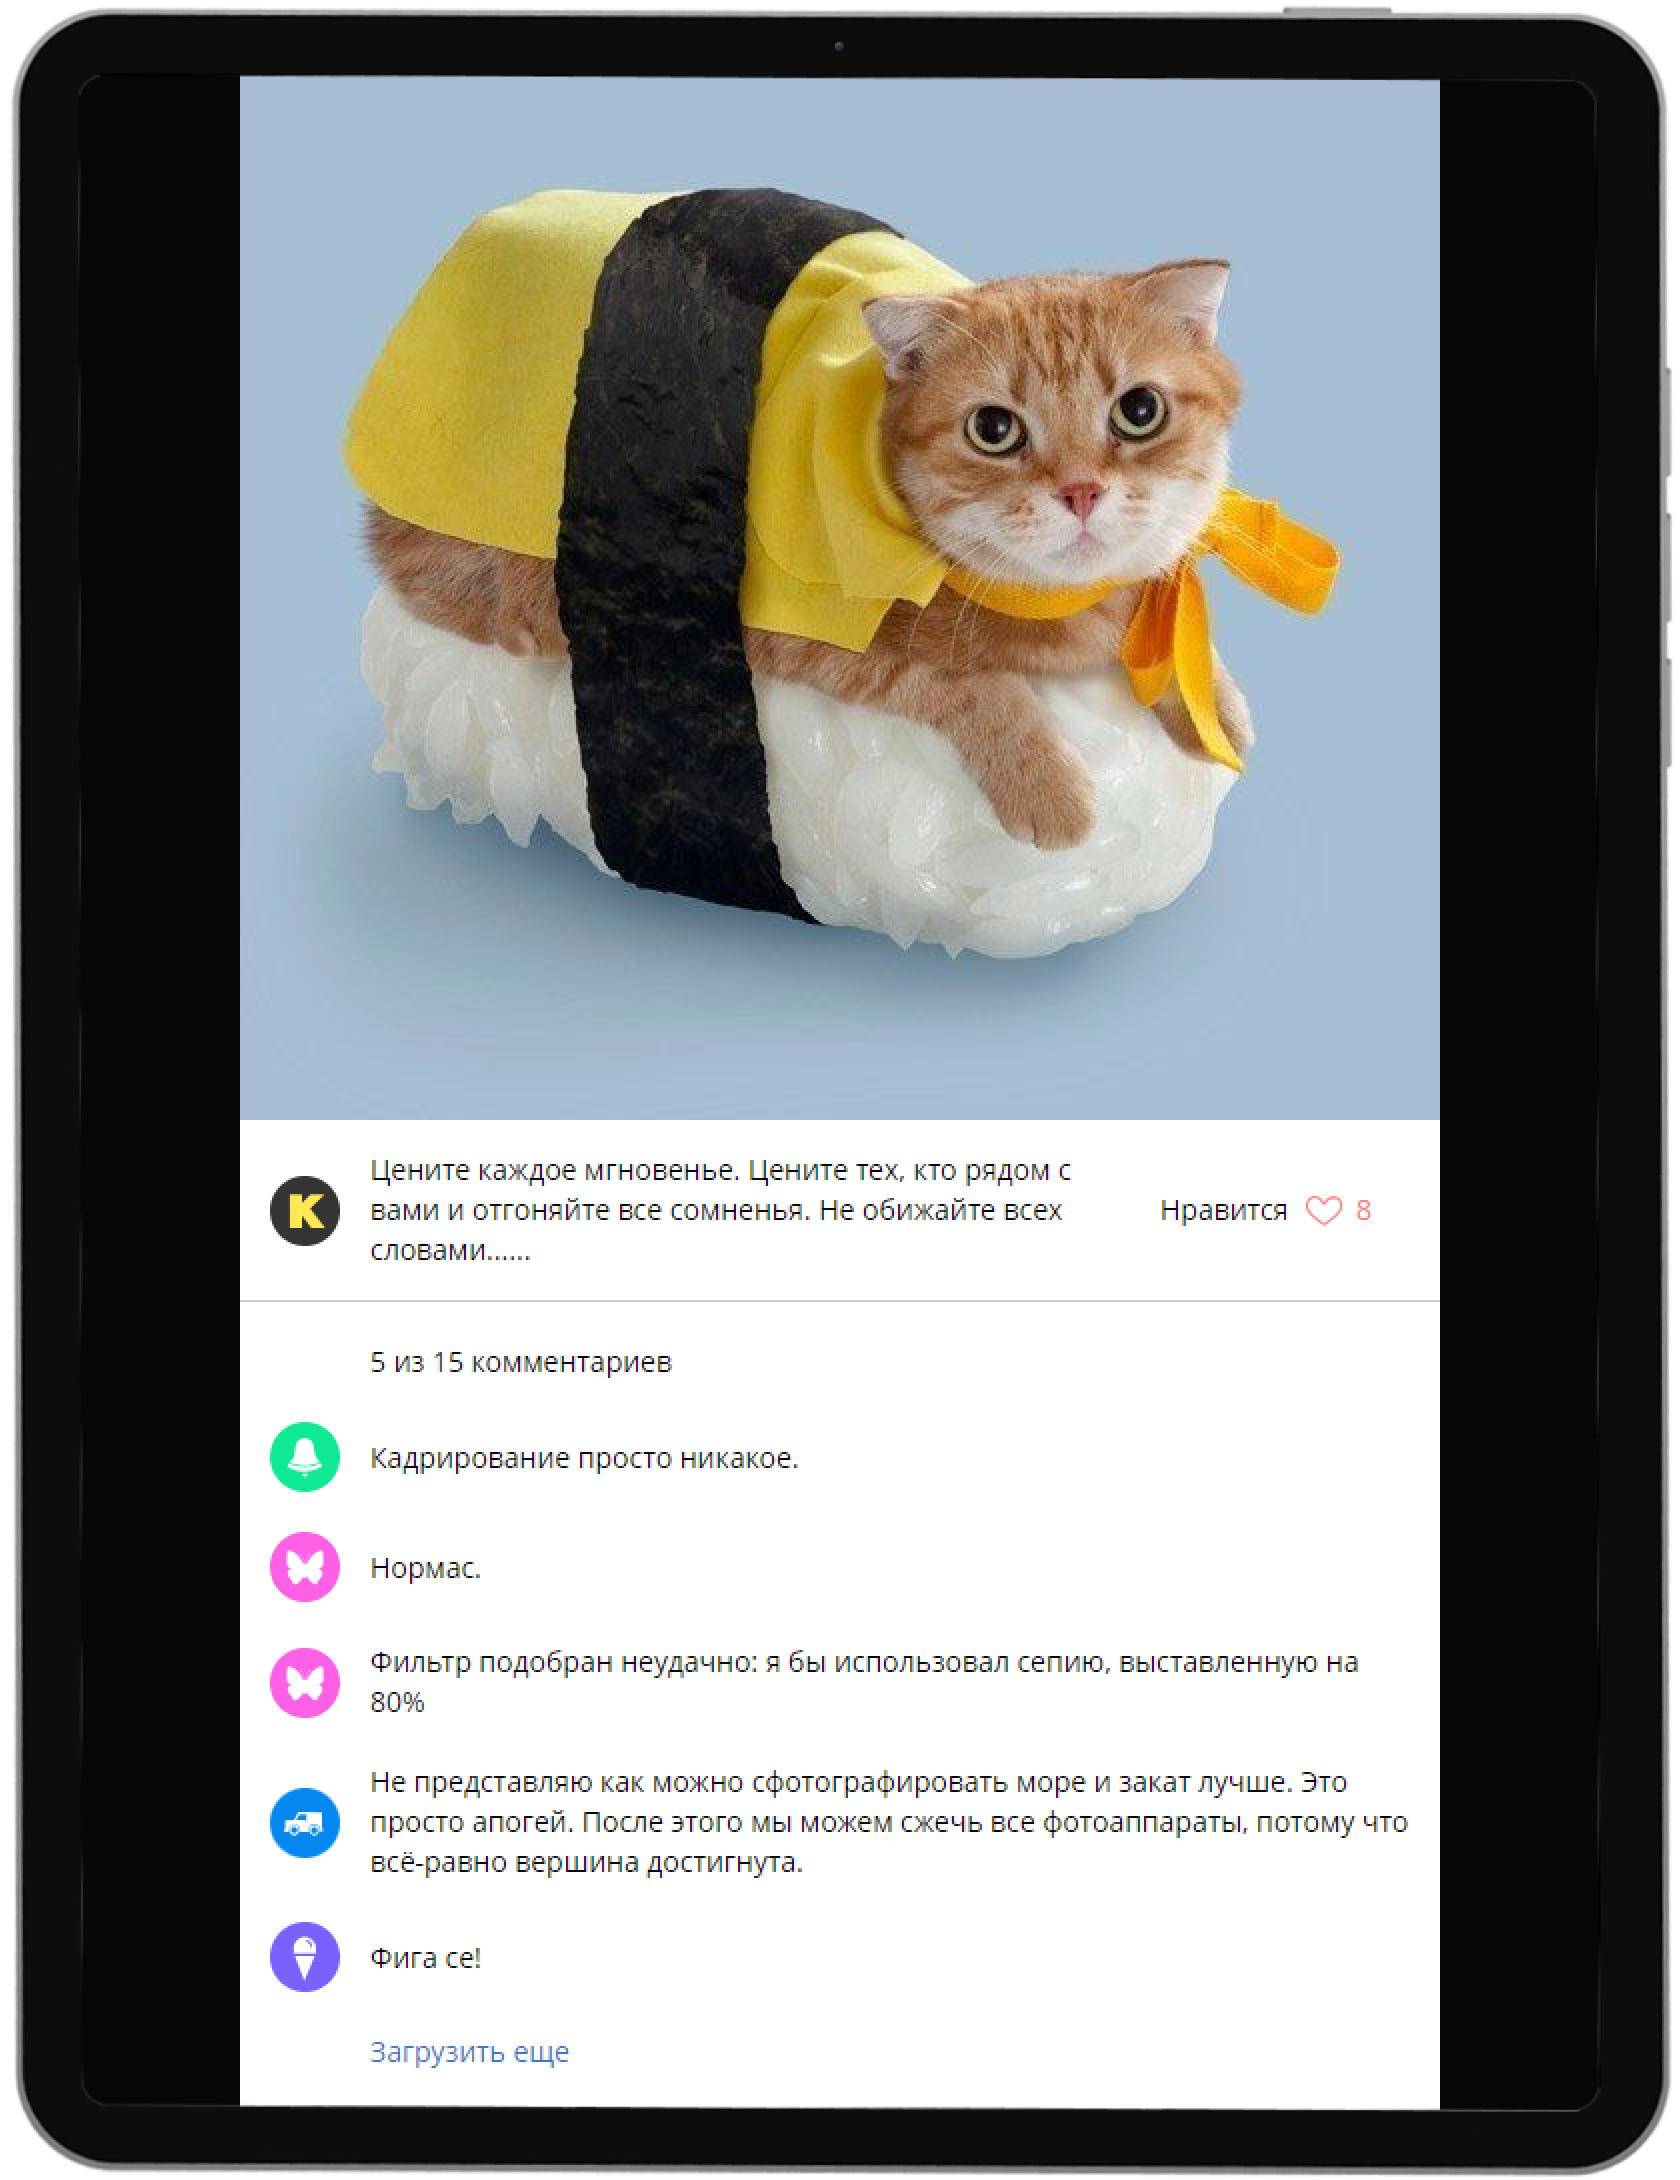 K
Цените каждое мгновенье. Цените тех, кто рядом с
вами и отгоняйте все сомненья. Не обижайте всех
словами......
Нравится 8
5 из 15 комментариев
Кадрирование просто никакое.
Нормас.
Фильтр подобран неудачно: я бы использовал сепию, выставленную на
80%
Не представляю как можно сфотографировать море и закат лучше. Это
просто апогей. После этого мы можем сжечь все фотоаппараты, потому что
всё-равно вершина достигнута.
Фига се!
Загрузить еще